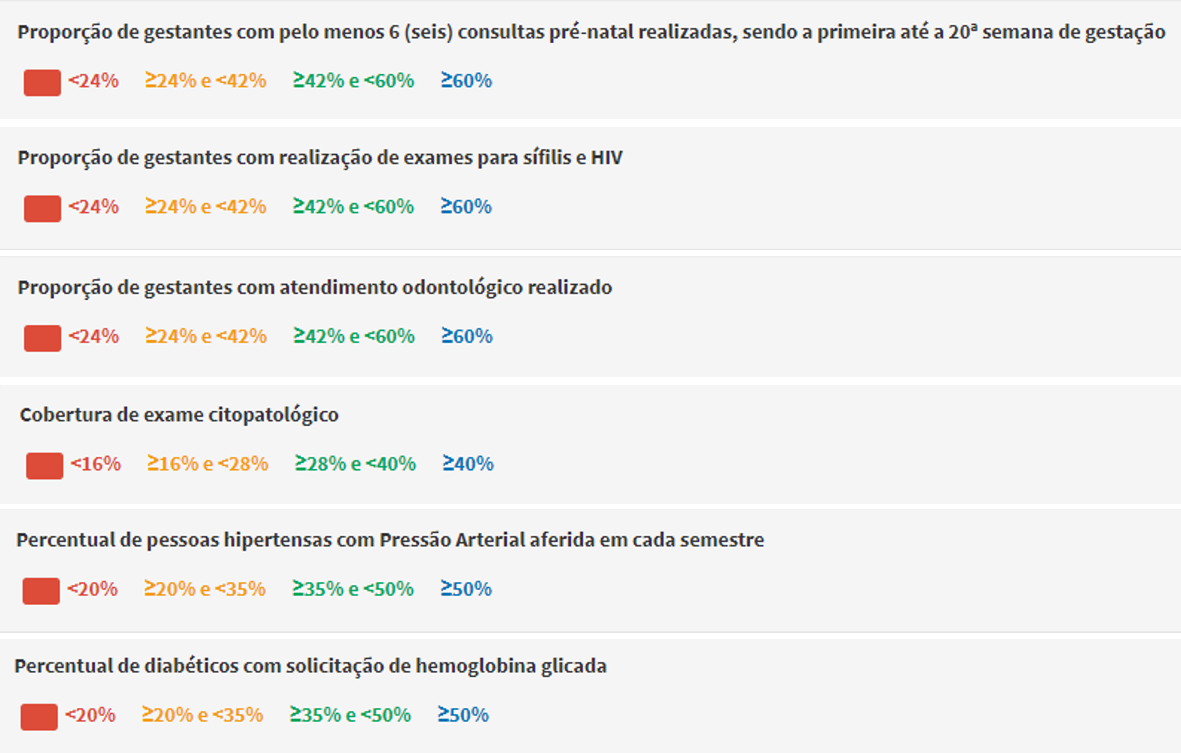 Proporção de gestantes com pelo menos 6 (seis) consultas pré-natal realizadas, sendo a primeira até a 20ª semana de gestação
<24% ≥24% e <42% ≥42% e <60% ≥60%
Proporção de gestantes com realização de exames para sífilis e HIV
<24% ≥24% e <42% ≥42% e <60% ≥60%
Proporção de gestantes com atendimento odontológico realizado
<24% ≥24% e <42% ≥42% e <60% ≥60%
Cobertura de exame citopatológico
<16% ≥16% e <28% ≥28% e <40% ≥40%
Percentual de pessoas hipertensas com Pressão Arterial aferida em cada semestre
<20% ≥20% e <35% ≥35% e <50% ≥50%
Percentual de diabéticos com solicitação de hemoglobina glicada
<20% ≥20% e <35% ≥35% e <50% ≥50%